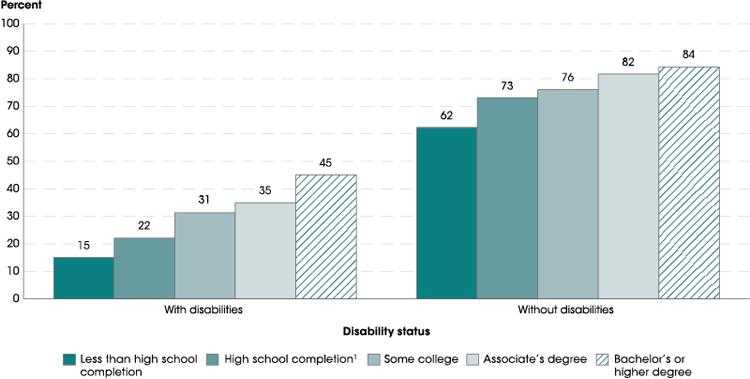 Percent
100
90
80
70
60
50
40
30
20
10
0
15
22
31
35
45
62
73
76
82
84
With disabilities
Without disabilities
Disability status
Less than high school
completion
High school completion¹
Some college
Associate's degree
Bachelor's or
higher degree